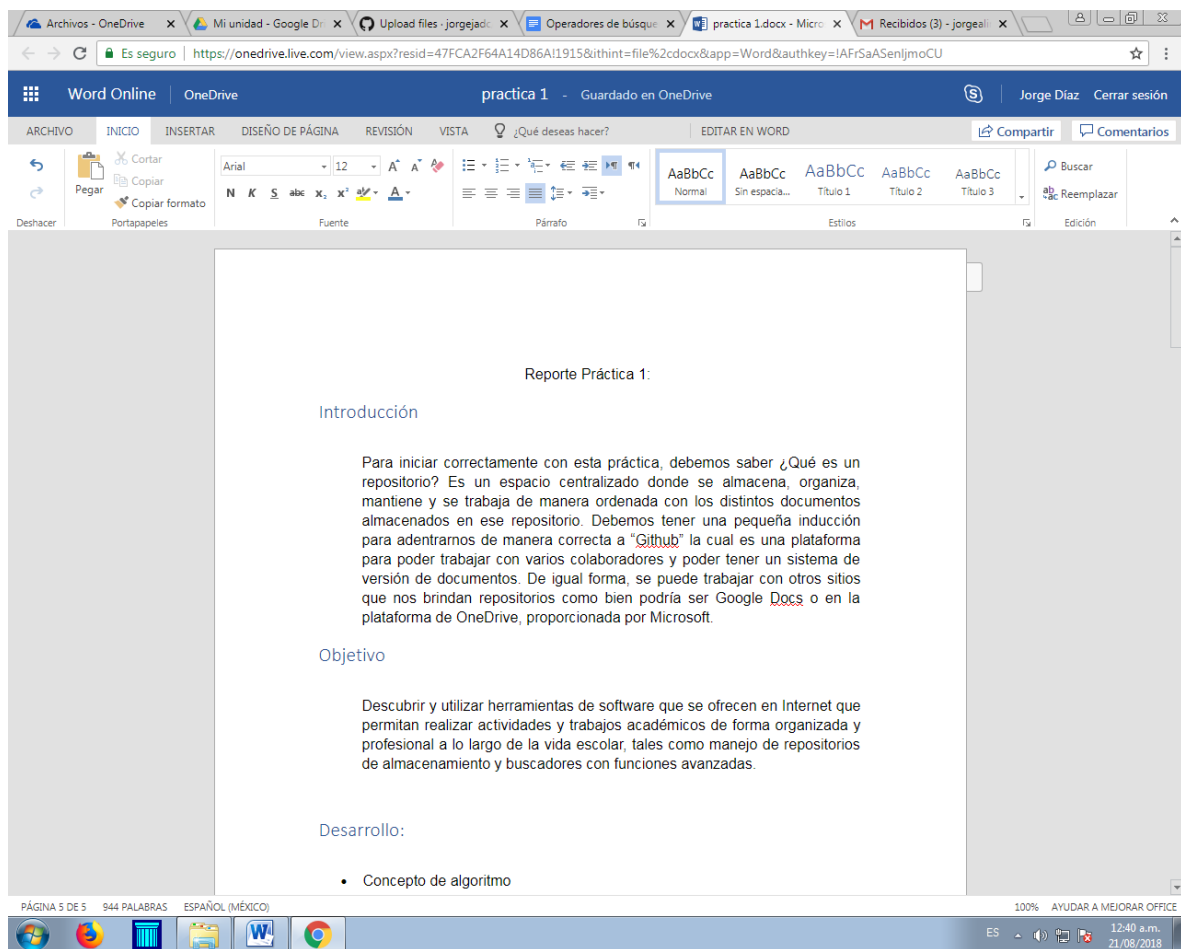 Archivos - OneDrive
Mi unidad - Google Dri
Upload files · jorgejadc
Operadores de búsque
practica 1.docx - Micro
Recibidos (3) - jorgealin
Es seguro | https://onedrive.live.com/view.aspx?resid=47FCA2F64A14D86A!1915&ithint=file%2cdocx&app=Word&authkey=!AFrSaASenIjmoCU
Word Online | OneDrive
practica 1 - Guardado en OneDrive
Jorge Díaz Cerrar sesión
ARCHIVO INICIO INSERTAR DISEÑO DE PÁGINA REVISIÓN VISTA ¿Qué deseas hacer? EDITAR EN WORD
Compartir Comentarios
Pegar
Cortar
Copiar
Copiar formato
Arial 12
N K S abc x₂ x² aby A
AaBbCc AaBbCc AaBbCc AaBbCc AaBbCc
Normal Sin espacia... Título 1 Título 2 Título 3
Buscar
Reemplazar
Deshacer Portapapeles Fuente Párrafo Estilos Edición
Reporte Práctica 1:
Introducción
Para iniciar correctamente con esta práctica, debemos saber ¿Qué es un
repositorio? Es un espacio centralizado donde se almacena, organiza,
mantiene y se trabaja de manera ordenada con los distintos documentos
almacenados en ese repositorio. Debemos tener una pequeña inducción
para adentrarnos de manera correcta a “Github” la cual es una plataforma
para poder trabajar con varios colaboradores y poder tener un sistema de
versión de documentos. De igual forma, se puede trabajar con otros sitios
que nos brindan repositorios como bien podría ser Google Docs o en la
plataforma de OneDrive, proporcionada por Microsoft.
Objetivo
Descubrir y utilizar herramientas de software que se ofrecen en Internet que
permitan realizar actividades y trabajos académicos de forma organizada y
profesional a lo largo de la vida escolar, tales como manejo de repositorios
de almacenamiento y buscadores con funciones avanzadas.
Desarrollo:
• Concepto de algoritmo
PÁGINA 5 DE 5 944 PALABRAS ESPAÑOL (MÉXICO)
100% AYUDAR A MEJORAR OFFICE
ES
12:40 a.m.
21/08/2018